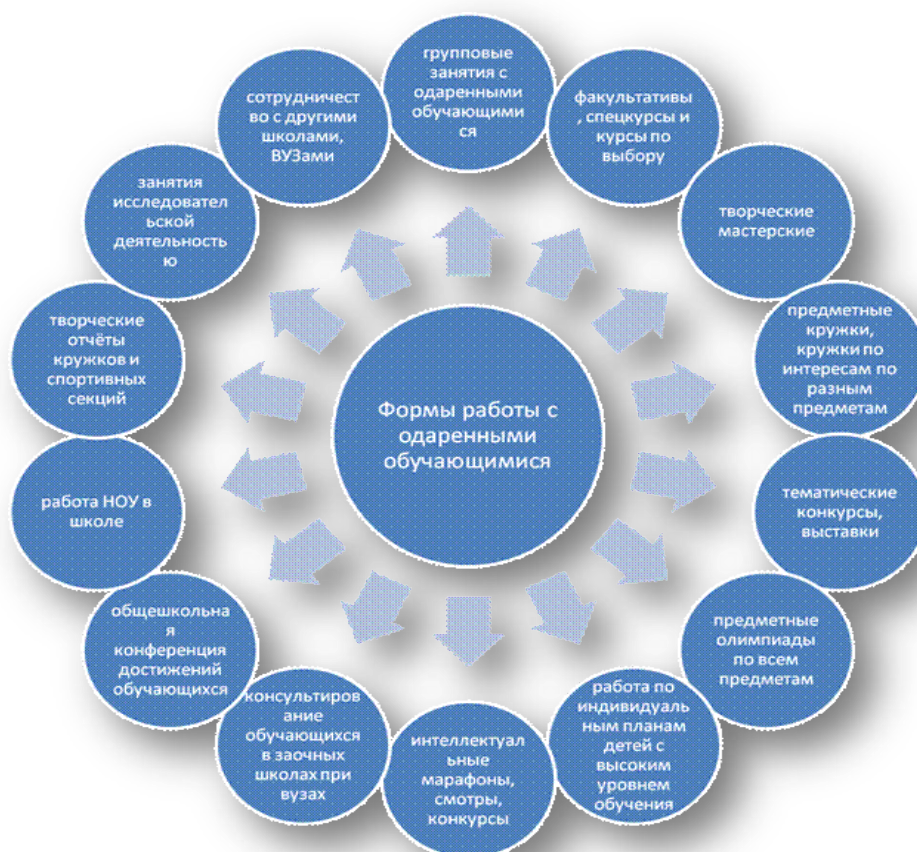 групповые
занятия с
одаренными
обучающими
ся
факультативы
, спецкурсы и
курсы по
выбору
творческие
мастерские
предметные
кружки,
кружки по
интересам по
разным
предметам
тематические
конкурсы,
выставки
предметные
олимпиады
по всем
предметам
работа по
индивидуаль
ным планам
детей с
высоким
уровнем
обучения
интеллектуал
ьные
марафоны,
смотры,
конкурсы
консультиров
ание
обучающихся
в заочных
школах при
вузах
общешкольна
я
конференция
достижений
обучающихся
работа НОУ в
школе
творческие
отчёты
кружков и
спортивных
секций
занятия
исследовател
ьской
деятельность
ю
сотрудничест
во с другими
школами,
ВУЗами
Формы работы с
одаренными
обучающимися